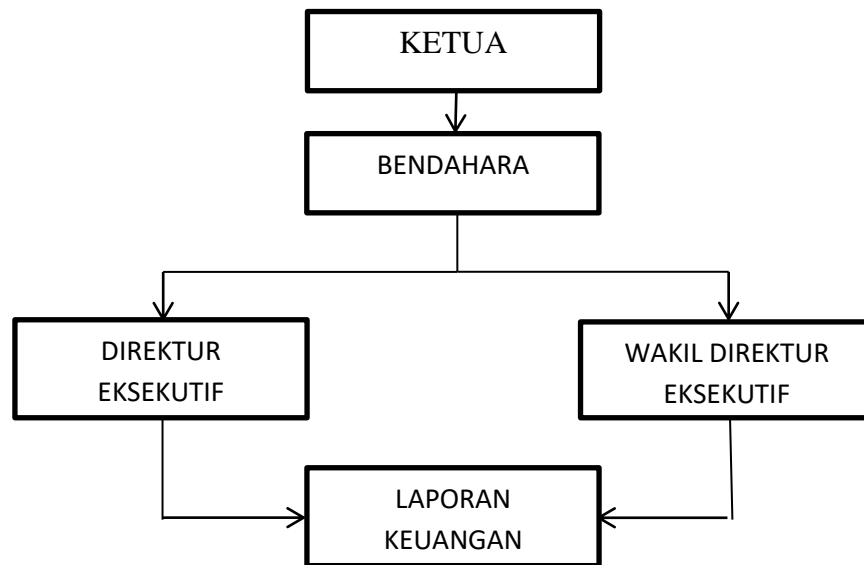 KETUA
BENDAHARA
DIREKTUR
EKSEKUTIF
WAKIL DIREKTUR
EKSEKUTIF
LAPORAN
KEUANGAN